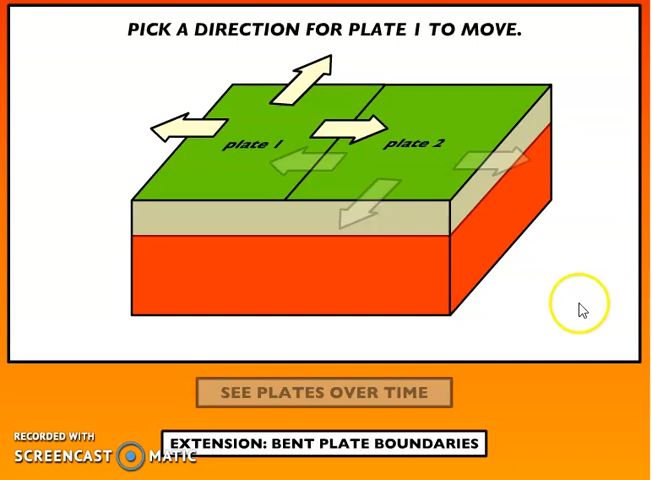 PICK A DIRECTION FOR PLATE 1 TO MOVE.
plate 1
plate 2
SEE PLATES OVER TIME
RECORDED WITH
SCREENCAST MATIC
EXTENSION: BENT PLATE BOUNDARIES